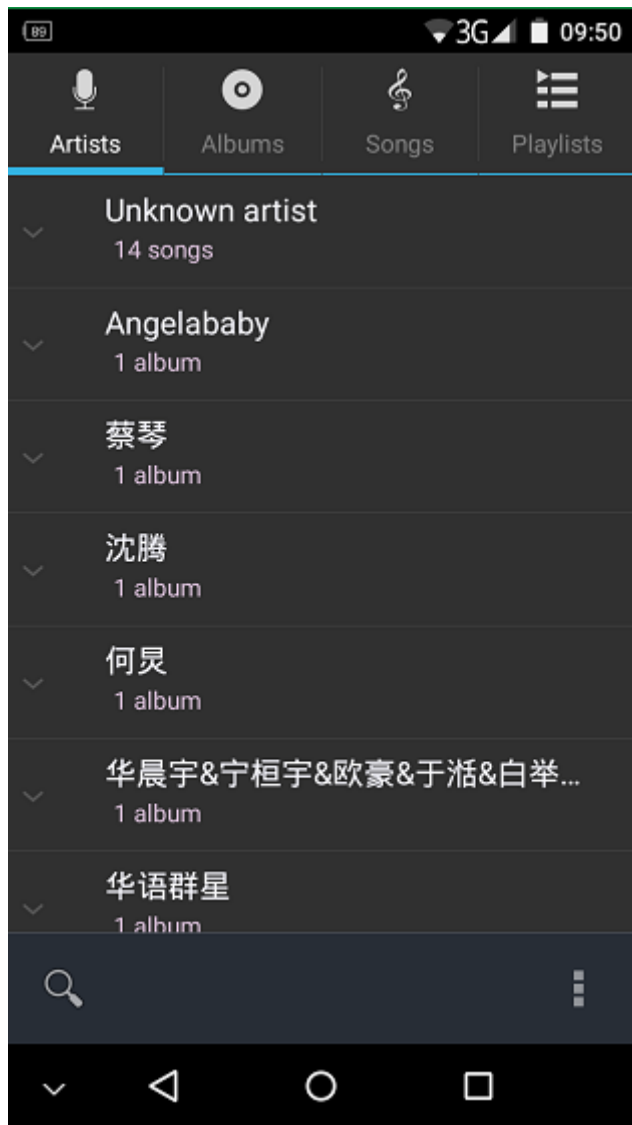 89 3G 09:50
Artists Albums Songs Playlists
Unknown artist
14 songs
Angelababy
1 album
蔡琴
1 album
沈腾
1 album
何炅
1 album
华晨宇&宁桓宇&欧豪&于湉&白举...
1 album
华语群星
1 album